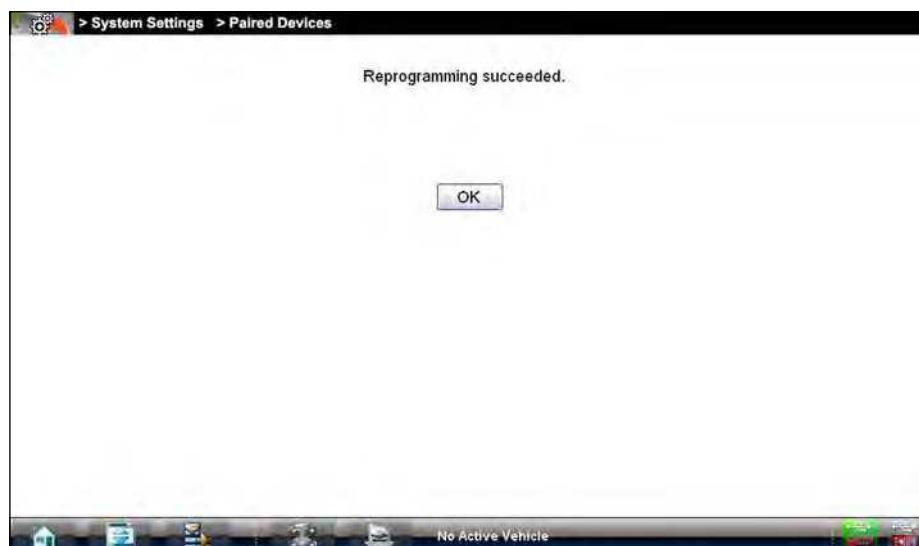 > System Settings > Paired Devices
Reprogramming succeeded.
OK
No Active Vehicle